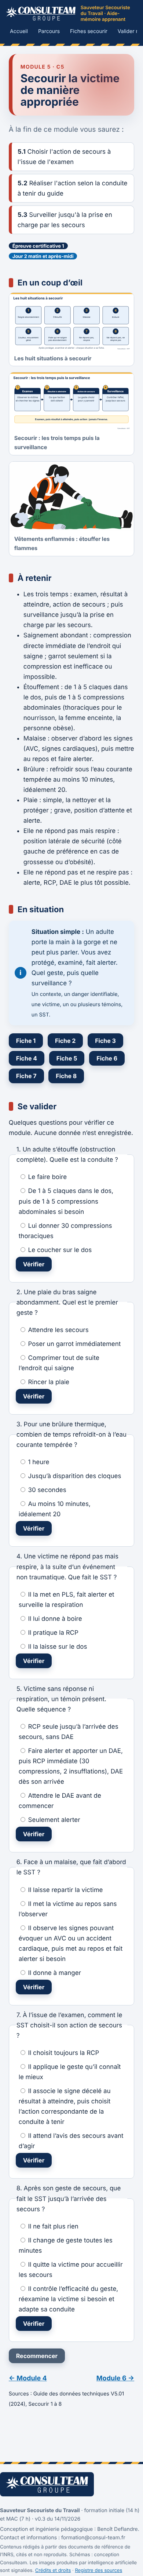 CONSULTEAM
GROUPE
Sauveteur Secouriste
du Travail · Aide-
mémoire apprenant
Accueil Parcours Fiches secourir Valider
MODULE 5 · C5
Secourir la victime
de manière
appropriée
À la fin de ce module vous saurez :
5.1 Choisir l'action de secours à
l'issue de l'examen
5.2 Réaliser l'action selon la conduite
à tenir du guide
5.3 Surveiller jusqu'à la prise en
charge par les secours
Épreuve certificative 1
Jour 2 matin et après-midi
En un coup d'œil
Les huit situations à secourir
Les huit situations à secourir
Secourir : les trois temps puis la surveillance
Secourir : les trois temps puis la
surveillance
Vêtements enflammés : étouffer les
flammes
À retenir
Les trois temps : examen, résultat à
atteindre, action de secours ; puis
surveillance jusqu'à la prise en
charge par les secours.
Saignement abondant : compression
directe immédiate de l'endroit qui
saigne ; garrot seulement si la
compression est inefficace ou
impossible.
Étouffement : de 1 à 5 claques dans le
dos, puis de 1 à 5 compressions
abdominales (thoraciques pour le
nourrisson, la femme enceinte, la
personne obèse).
Malaise : observer d'abord les signes
(AVC, signes cardiaques), puis mettre
au repos et faire alerter.
Brûlure : refroidir sous l'eau courante
tempérée au moins 10 minutes,
idéalement 20.
Plaie : simple, la nettoyer et la
protéger ; grave, position d'attente et
alerte.
Elle ne répond pas mais respire :
position latérale de sécurité (côté
gauche de préférence en cas de
grossesse ou d'obésité).
Elle ne répond pas et ne respire pas :
alerte, RCP, DAE le plus tôt possible.
En situation
Situation simple : Un adulte
porte la main à la gorge et ne
peut plus parler. Vous avez
protégé, examiné, fait alerter.
Quel geste, puis quelle
surveillance ?
Un contexte, un danger identifiable,
une victime, un ou plusieurs témoins,
un SST.
Fiche 1 Fiche 2 Fiche 3
Fiche 4 Fiche 5 Fiche 6
Fiche 7 Fiche 8
Se valider
Quelques questions pour vérifier ce
module. Aucune donnée n'est enregistrée.
1. Un adulte s'étouffe (obstruction
complète). Quelle est la conduite ?
Le faire boire
De 1 à 5 claques dans le dos,
puis de 1 à 5 compressions
abdominales si besoin
Lui donner 30 compressions
thoraciques
Le coucher sur le dos
Vérifier
2. Une plaie du bras saigne
abondamment. Quel est le premier
geste ?
Attendre les secours
Poser un garrot immédiatement
Comprimer tout de suite
l'endroit qui saigne
Rincer la plaie
Vérifier
3. Pour une brûlure thermique,
combien de temps refroidit-on à l'eau
courante tempérée ?
1 heure
Jusqu'à disparition des cloques
30 secondes
Au moins 10 minutes,
idéalement 20
Vérifier
4. Une victime ne répond pas mais
respire, à la suite d'un événement
non traumatique. Que fait le SST ?
Il la met en PLS, fait alerter et
surveille la respiration
Il lui donne à boire
Il pratique la RCP
Il la laisse sur le dos
Vérifier
5. Victime sans réponse ni
respiration, un témoin présent.
Quelle séquence ?
RCP seule jusqu'à l'arrivée des
secours, sans DAE
Faire alerter et apporter un DAE,
puis RCP immédiate (30
compressions, 2 insufflations), DAE
dès son arrivée
Attendre le DAE avant de
commencer
Seulement alerter
Vérifier
6. Face à un malaise, que fait d'abord
le SST ?
Il laisse repartir la victime
Il met la victime au repos sans
l'observer
Il observe les signes pouvant
évoquer un AVC ou un accident
cardiaque, puis met au repos et fait
alerter si besoin
Il donne à manger
Vérifier
7. À l'issue de l'examen, comment le
SST choisit-il son action de secours
?
Il choisit toujours la RCP
Il applique le geste qu'il connaît
le mieux
Il associe le signe décelé au
résultat à atteindre, puis choisit
l'action correspondante de la
conduite à tenir
Il attend l'avis des secours avant
d'agir
Vérifier
8. Après son geste de secours, que
fait le SST jusqu'à l'arrivée des
secours ?
Il ne fait plus rien
Il change de geste toutes les
minutes
Il quitte la victime pour accueillir
les secours
Il contrôle l'efficacité du geste,
réexamine la victime si besoin et
adapte sa conduite
Vérifier
Recommencer
← Module 4 Module 6 →
Sources : Guide des données techniques V5.01
(2024), Secourir 1 à 8
CONSULTEAM
GROUPE
Sauveteur Secouriste du Travail · formation initiale (14 h)
et MAC (7 h) · v0.3 du 14/11/2026
Conception et ingénierie pédagogique : Benoit Deflandre.
Contact et informations : formation@consul-team.fr
Contenus rédigés à partir des documents de référence de
l'INRS, cités et non reproduits. Schémas : conception
Consulteam. Les images produites par intelligence artificielle
sont signalées. Crédits et droits · Registre des sources